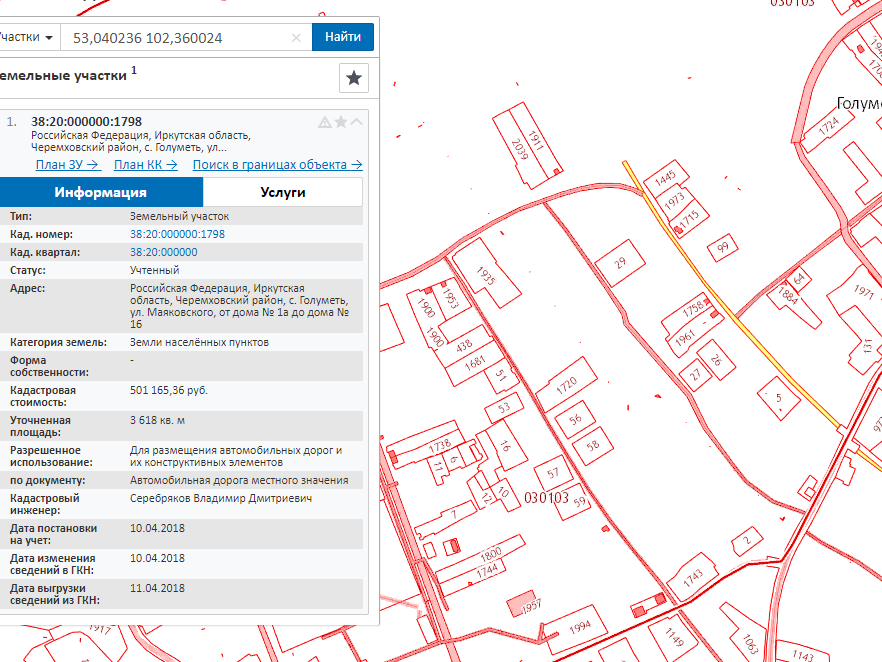 участки
53,040236 102,360024
×
Найти
емельные участки 1
1.
38:20:000000:1798
Российская Федерация, Иркутская область,
Черемховский район, с. Голуметь, ул...
План ЗУ →
План КК →
Поиск в границах объекта →
Информация
Услуги
Тип: Земельный участок
Кад. номер: 38:20:000000:1798
Кад. квартал: 38:20:000000
Статус: Учтенный
Адрес: Российская Федерация, Иркутская
область, Черемховский район, с. Голуметь,
ул. Маяковского, от дома № 1а до дома №
16
Категория земель: Земли населённых пунктов
Форма
собственности: -
Кадастровая
стоимость: 501 165,36 руб.
Уточненная
площадь: 3 618 кв. м
Разрешенное
использование: Для размещения автомобильных дорог и
их конструктивных элементов
по документу: Автомобильная дорога местного значения
Кадастровый
инженер: Серебряков Владимир Дмитриевич
Дата постановки
на учет: 10.04.2018
Дата изменения
сведений в ГКН: 10.04.2018
Дата выгрузки
сведений из ГКН: 11.04.2018
030103
Голуме
1724
2039
1911
1445
1973
1715
99
29
64
1884
1971
1935
1953
1900
1900
438
1681
51
1758
1961
26
27
131
5
1720
53
56
58
16
1738
6
11
57
59
10
12
030103
7
2
1800
1744
1743
1957
1994
1149
1063
1143
1917